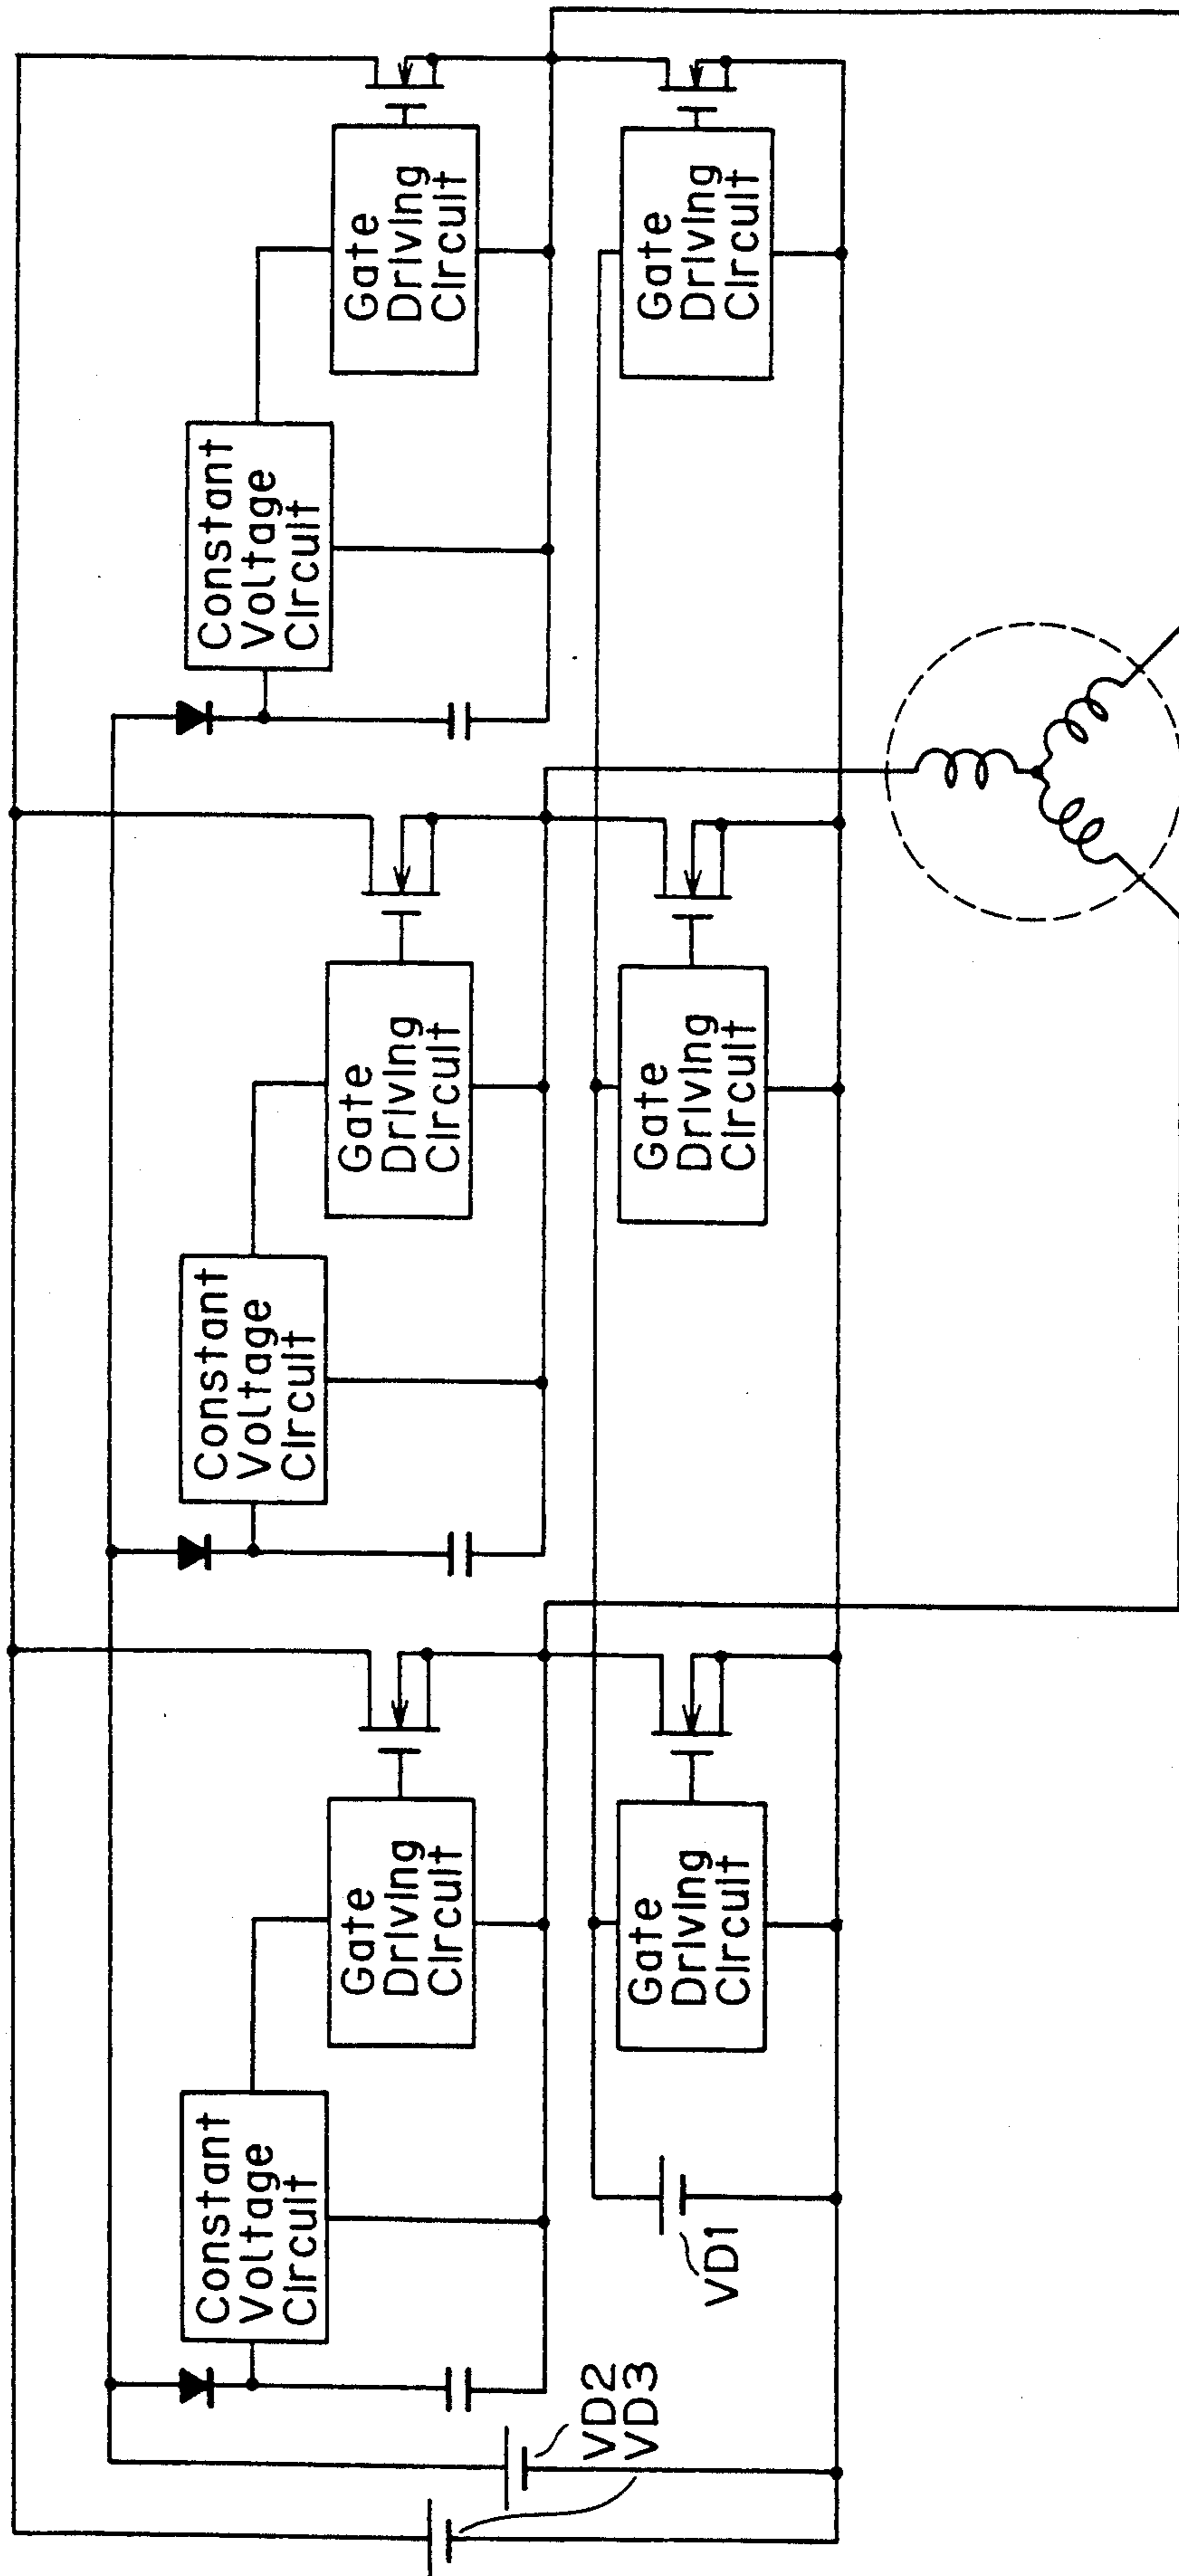 Constant
Voltage
Circuit
Constant
Voltage
Circuit
Constant
Voltage
Circuit
Gate
Driving
Circuit
Gate
Driving
Circuit
Gate
Driving
Circuit
VD2
VD3
VD1
Gate
Driving
Circuit
Gate
Driving
Circuit
Gate
Driving
Circuit